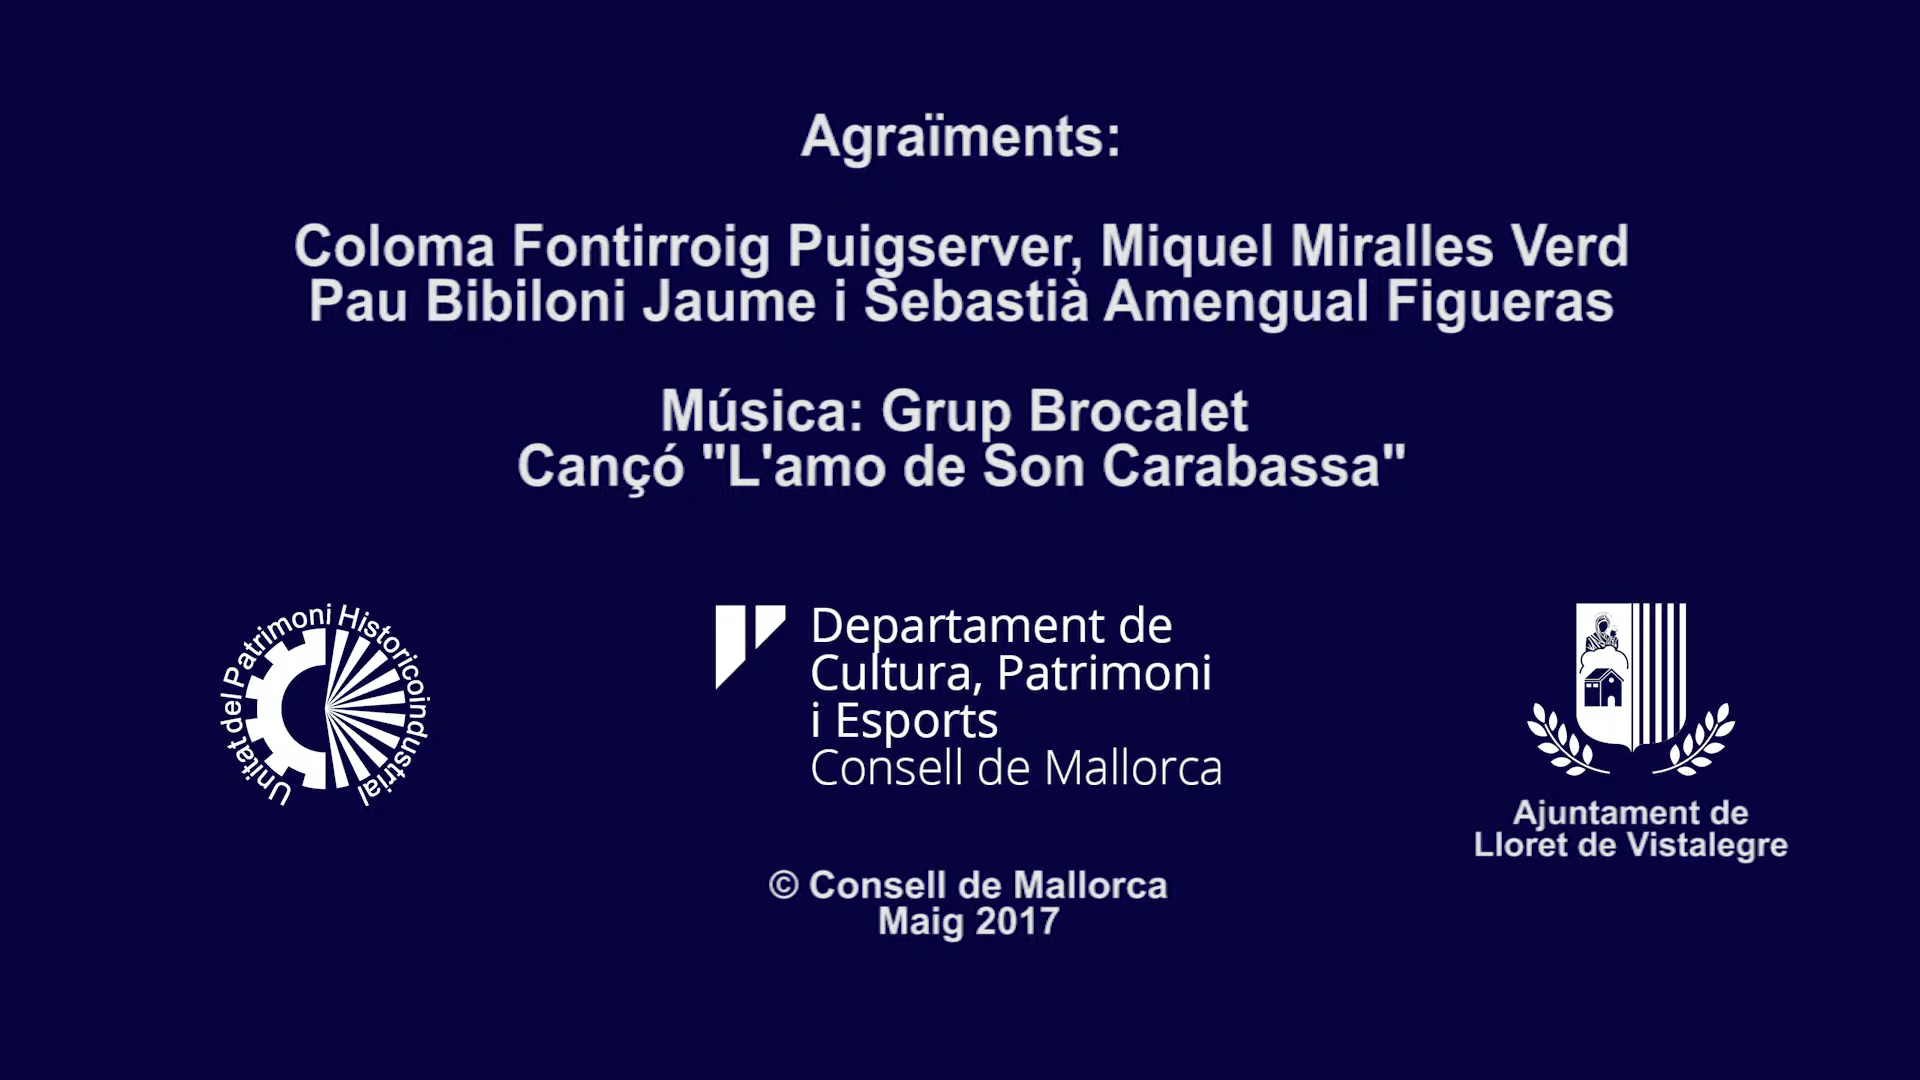 Agraïments:
Coloma Fontirroig Puigserver, Miquel Miralles Verd
Pau Bibiloni Jaume i Sebastià Amengual Figueras
Música: Grup Brocalet
Cançó "L'amo de Son Carabassa"
Unitat del Patrimoni Historicoindustrial
Departament de
Cultura, Patrimoni
i Esports
Consell de Mallorca
Ajuntament de
Lloret de Vistalegre
© Consell de Mallorca
Maig 2017